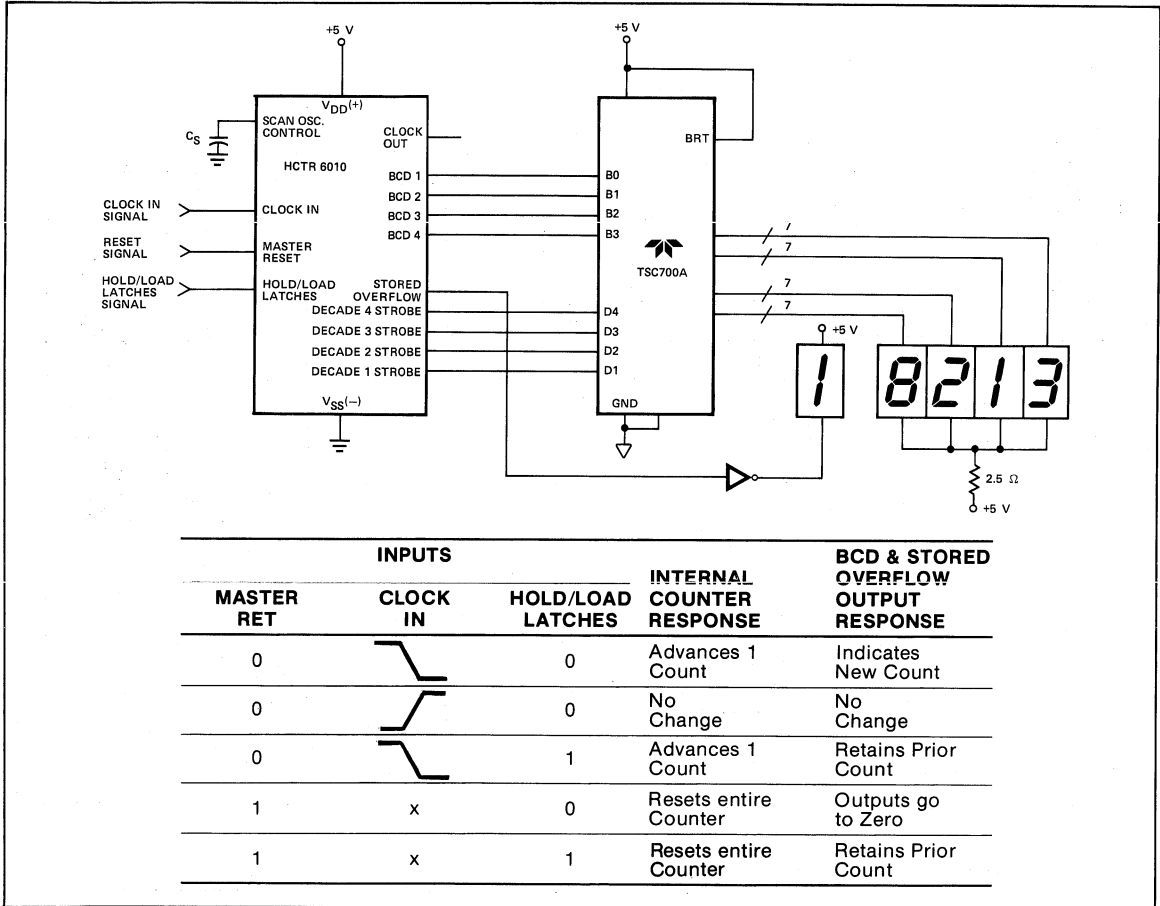 +5 V
+5 V
VDD(+)
SCAN OSC.
CONTROL
CS
CLOCK
OUT
BRT
HCTR 6010
BCD 1
B0
BCD 2
B1
CLOCK IN
SIGNAL
CLOCK IN
BCD 3
B2
BCD 4
B3
7
RESET
SIGNAL
MASTER
RESET
7
TSC700A
HOLD/LOAD
LATCHES
SIGNAL
HOLD/LOAD
LATCHES
STORED
OVERFLOW
7
DECADE 4 STROBE
D4
7
DECADE 3 STROBE
D3
+5 V
DECADE 2 STROBE
D2
DECADE 1 STROBE
D1
1 8213
VSS(−)
GND
2.5 Ω
+5 V
INPUTS
MASTER
RET
CLOCK
IN
HOLD/LOAD
LATCHES
INTERNAL
COUNTER
RESPONSE
BCD & STORED
OVERFLOW
OUTPUT
RESPONSE
0
0
Advances 1
Count
Indicates
New Count
0
0
No
Change
No
Change
0
1
Advances 1
Count
Retains Prior
Count
1
x
0
Resets entire
Counter
Outputs go
to Zero
1
x
1
Resets entire
Counter
Retains Prior
Count